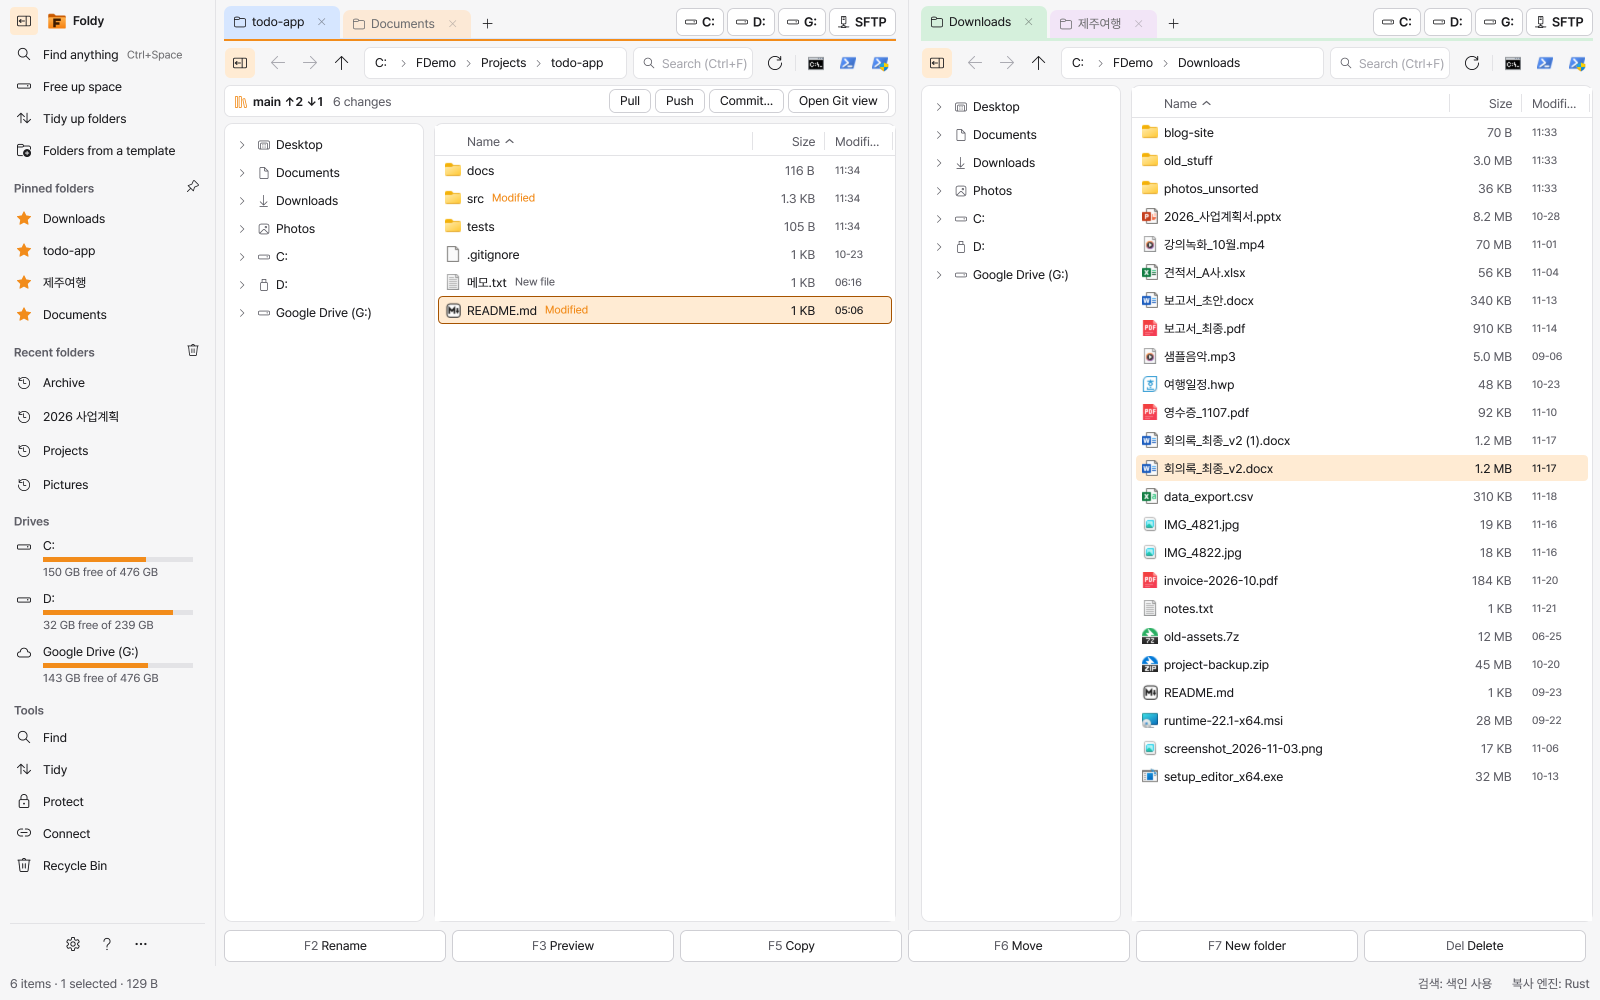 Foldy
Find anything Ctrl+Space
Free up space
Tidy up folders
Folders from a template
Pinned folders
Downloads
todo-app
제주여행
Documents
Recent folders
Archive
2026 사업계획
Projects
Pictures
Drives
C:
150 GB free of 476 GB
D:
32 GB free of 239 GB
Google Drive (G:)
143 GB free of 476 GB
Tools
Find
Tidy
Protect
Connect
Recycle Bin
todo-app Documents C: D: G: SFTP
C: FDemo Projects todo-app Search (Ctrl+F)
main ↑2 ↓1 6 changes Pull Push Commit... Open Git view
Desktop
Documents
Downloads
Photos
C:
D:
Google Drive (G:)
Name Size Modifi...
docs 116 B 11:34
src Modified 1.3 KB 11:34
tests 105 B 11:34
.gitignore 1 KB 10-23
메모.txt New file 1 KB 06:16
README.md Modified 1 KB 05:06
Downloads 제주여행 C: D: G: SFTP
C: FDemo Downloads Search (Ctrl+F)
Desktop
Documents
Downloads
Photos
C:
D:
Google Drive (G:)
Name Size Modifi...
blog-site 70 B 11:33
old_stuff 3.0 MB 11:33
photos_unsorted 36 KB 11:33
2026_사업계획서.pptx 8.2 MB 10-28
강의녹화_10월.mp4 70 MB 11-01
견적서_A사.xlsx 56 KB 11-04
보고서_초안.docx 340 KB 11-13
보고서_최종.pdf 910 KB 11-14
샘플음악.mp3 5.0 MB 09-06
여행일정.hwp 48 KB 10-23
영수증_1107.pdf 92 KB 11-10
회의록_최종_v2 (1).docx 1.2 MB 11-17
회의록_최종_v2.docx 1.2 MB 11-17
data_export.csv 310 KB 11-18
IMG_4821.jpg 19 KB 11-16
IMG_4822.jpg 18 KB 11-16
invoice-2026-10.pdf 184 KB 11-20
notes.txt 1 KB 11-21
old-assets.7z 12 MB 06-25
project-backup.zip 45 MB 10-20
README.md 1 KB 09-23
runtime-22.1-x64.msi 28 MB 09-22
screenshot_2026-11-03.png 17 KB 11-06
setup_editor_x64.exe 32 MB 10-13
F2 Rename F3 Preview F5 Copy F6 Move F7 New folder Del Delete
6 items · 1 selected · 129 B 검색: 색인 사용 복사 엔진: Rust